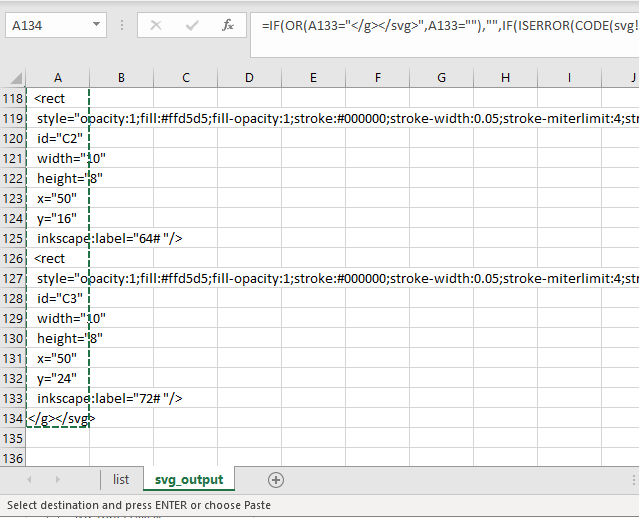 A134
fx
=IF(OR(A133="</g></svg>",A133=""),"",IF(ISERROR(CODE(svg!
A B C D E F G H I J
118 <rect
119 style="opacity:1;fill:#ffd5d5;fill-opacity:1;stroke:#000000;stroke-width:0.05;stroke-miterlimit:4;str
120 id="C2"
121 width="10"
122 height="8"
123 x="50"
124 y="16"
125 inkscape:label="64# "/>
126 <rect
127 style="opacity:1;fill:#ffd5d5;fill-opacity:1;stroke:#000000;stroke-width:0.05;stroke-miterlimit:4;str
128 id="C3"
129 width="10"
130 height="8"
131 x="50"
132 y="24"
133 inkscape:label="72# "/>
134 </g></svg>
135
136
list svg_output
Select destination and press ENTER or choose Paste